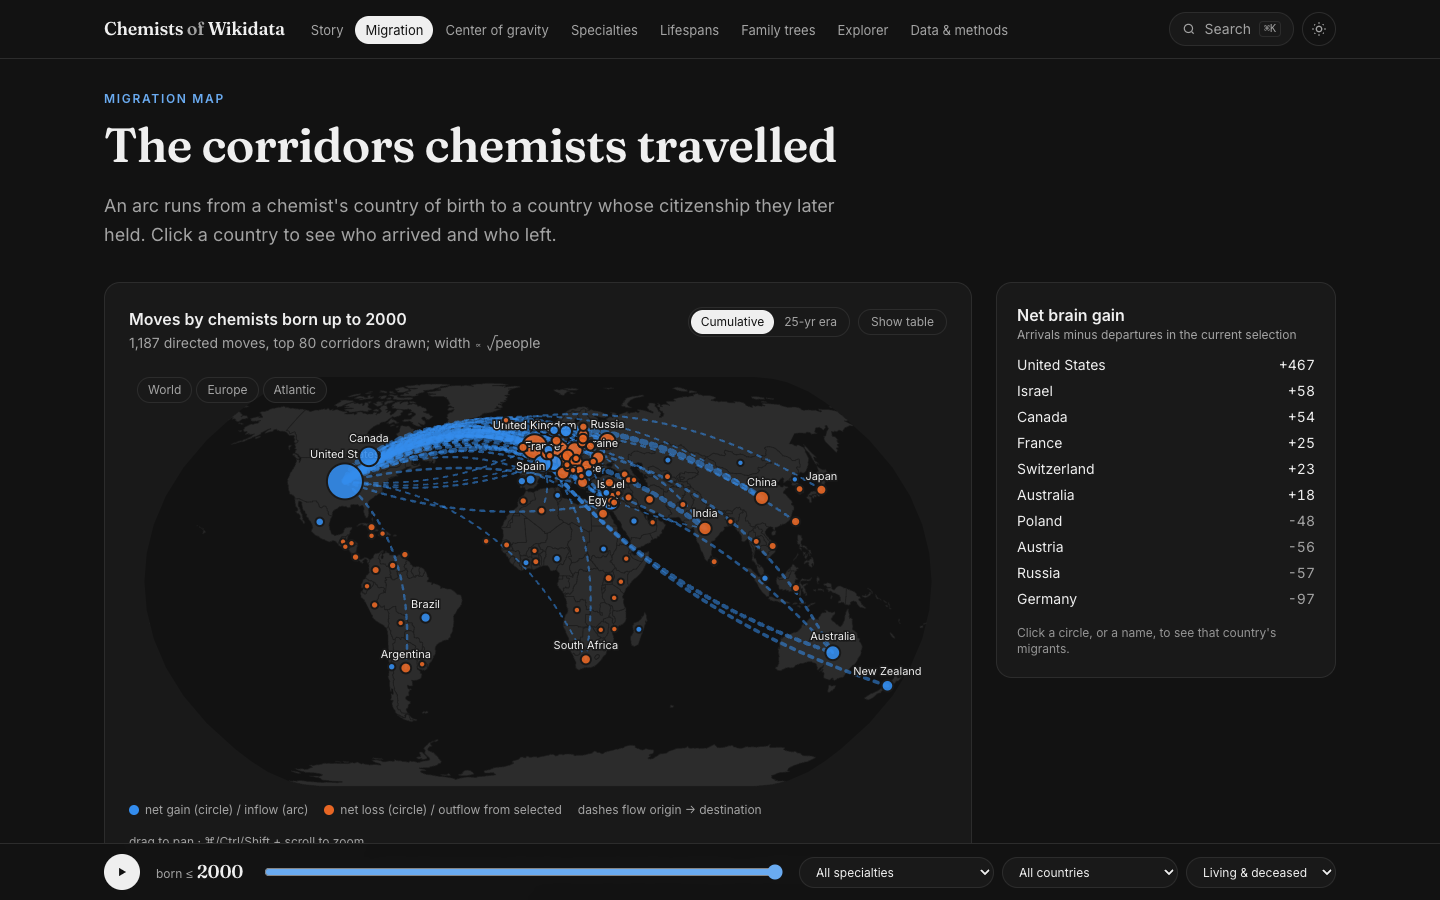 Chemists of Wikidata
Story
Migration
Center of gravity
Specialties
Lifespans
Family trees
Explorer
Data & methods
Search ⌘K
MIGRATION MAP
The corridors chemists travelled
An arc runs from a chemist's country of birth to a country whose citizenship they later
held. Click a country to see who arrived and who left.
Moves by chemists born up to 2000
1,187 directed moves, top 80 corridors drawn; width √people
Cumulative
25-yr era
Show table
World
Europe
Atlantic
Canada
United St
United Kingdom
Russia
France
raine
Spain
Israel
Egy
China
Japan
India
Brazil
Argentina
South Africa
Australia
New Zealand
net gain (circle) / inflow (arc)
net loss (circle) / outflow from selected
dashes flow origin → destination
drag to pan · ⌘/Ctrl/Shift + scroll to zoom
Net brain gain
Arrivals minus departures in the current selection
United States +467
Israel +58
Canada +54
France +25
Switzerland +23
Australia +18
Poland -48
Austria -56
Russia -57
Germany -97
Click a circle, or a name, to see that country's
migrants.
born ≤ 2000
All specialties
All countries
Living & deceased